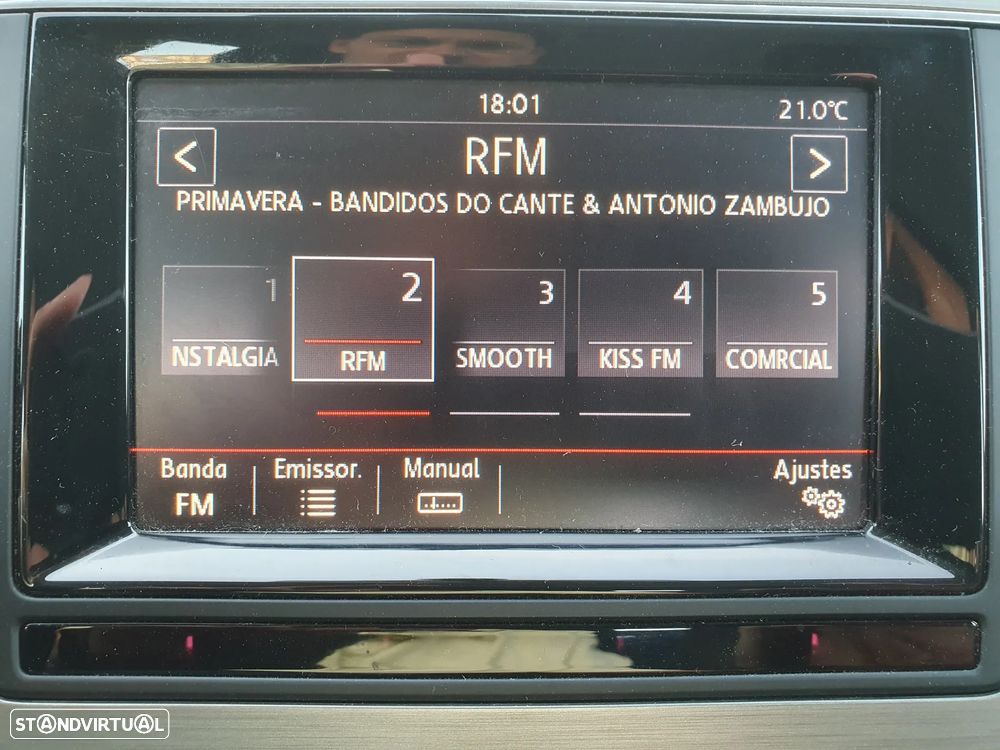 18:01 21.0°C
< RFM >
PRIMAVERA - BANDIDOS DO CANTE & ANTONIO ZAMBUJO
1 2 3 4 5
NSTALGIA RFM SMOOTH KISS FM COMRCIAL
Banda Emissor. Manual Ajustes
FM
STANDVIRTUAL